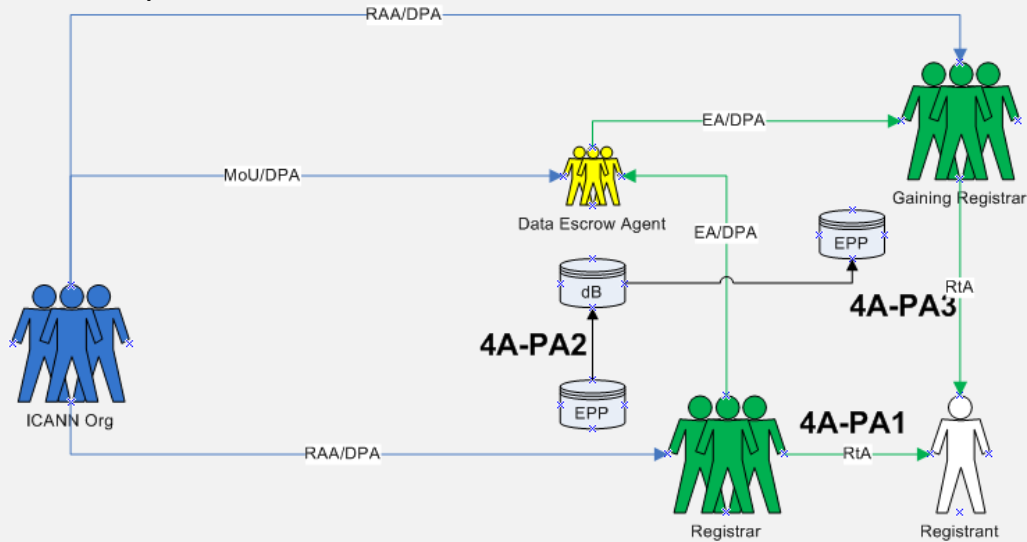 RAA/DPA
EA/DPA
MoU/DPA
Gaining Registrar
Data Escrow Agent
EA/DPA
EPP
dB
RtA
4A-PA3
4A-PA2
EPP
ICANN Org
4A-PA1
RAA/DPA
RtA
Registrar
Registrant